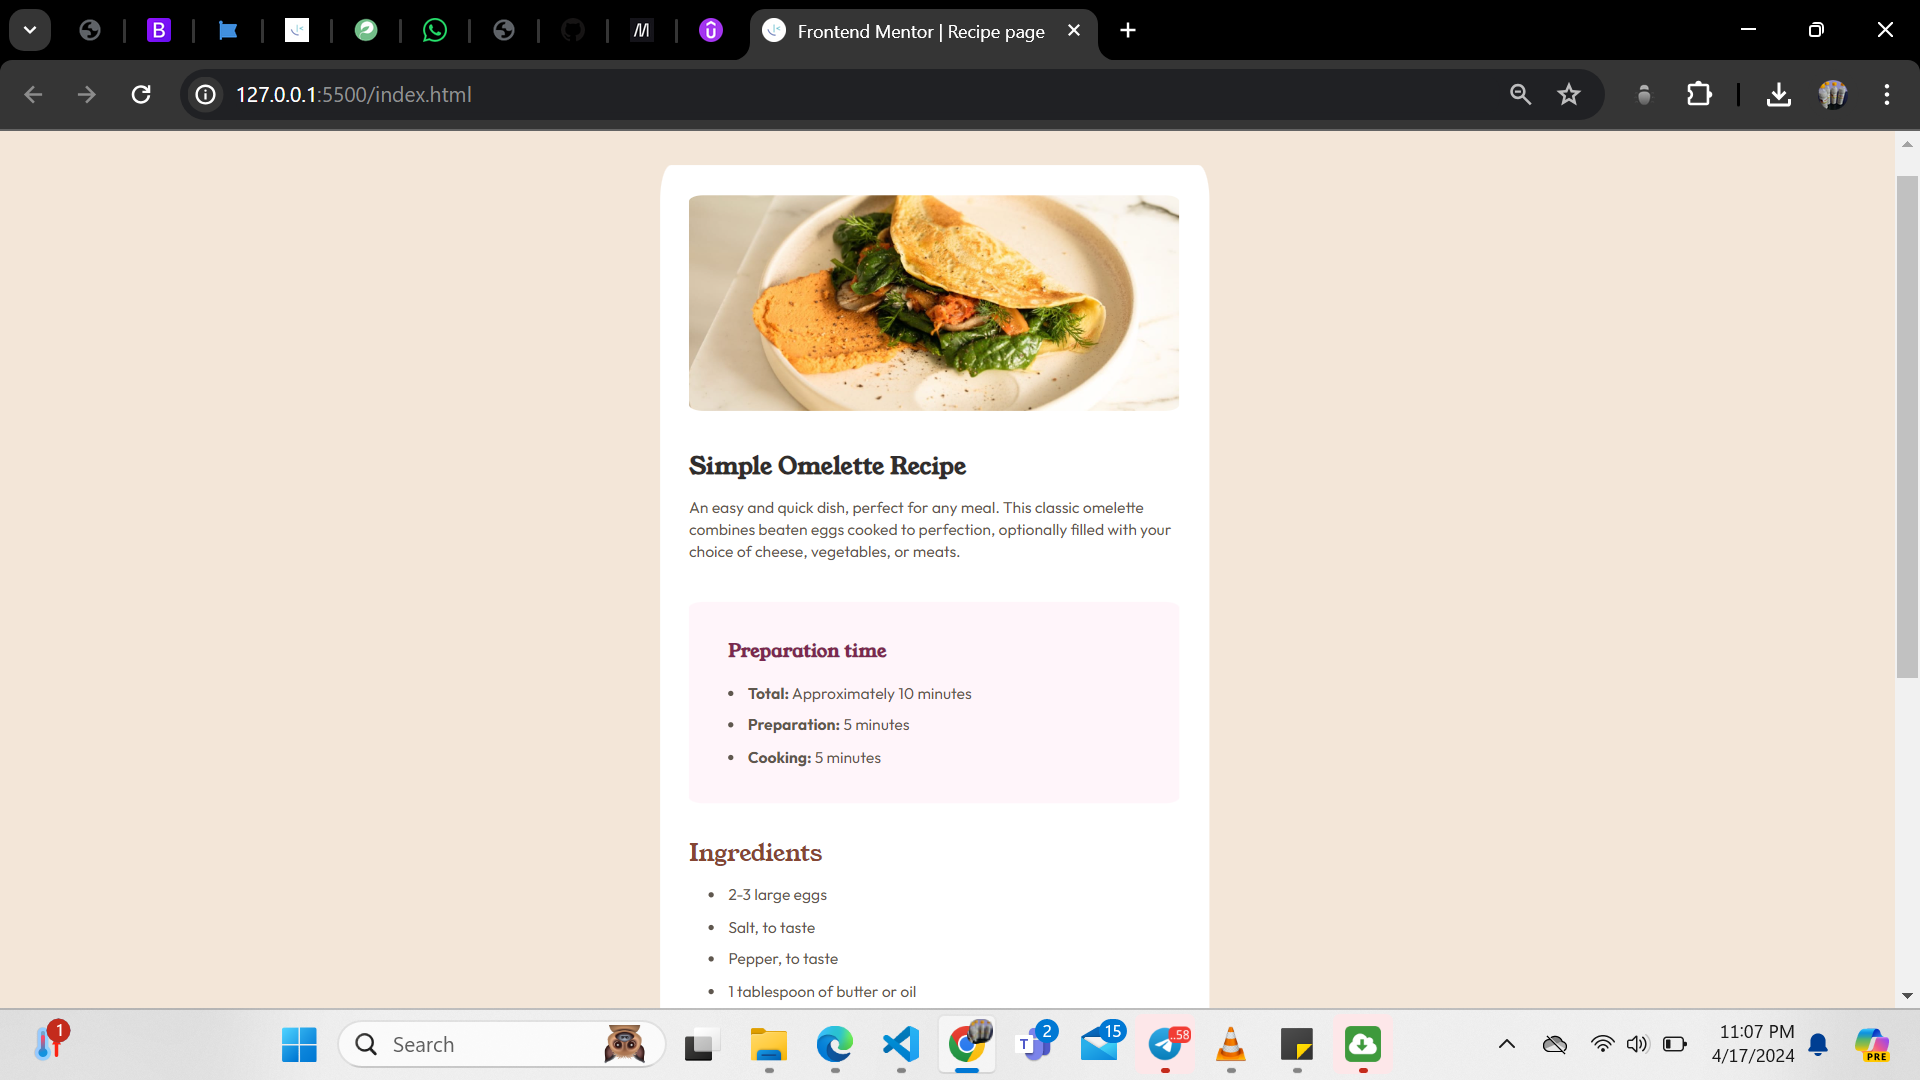 Frontend Mentor | Recipe page
127.0.0.1:5500/index.html
Simple Omelette Recipe
An easy and quick dish, perfect for any meal. This classic omelette
combines beaten eggs cooked to perfection, optionally filled with your
choice of cheese, vegetables, or meats.
Preparation time
• Total: Approximately 10 minutes
• Preparation: 5 minutes
• Cooking: 5 minutes
Ingredients
• 2-3 large eggs
• Salt, to taste
• Pepper, to taste
• 1 tablespoon of butter or oil
1
Search
2
15
..58
11:07 PM
4/17/2024
PRE